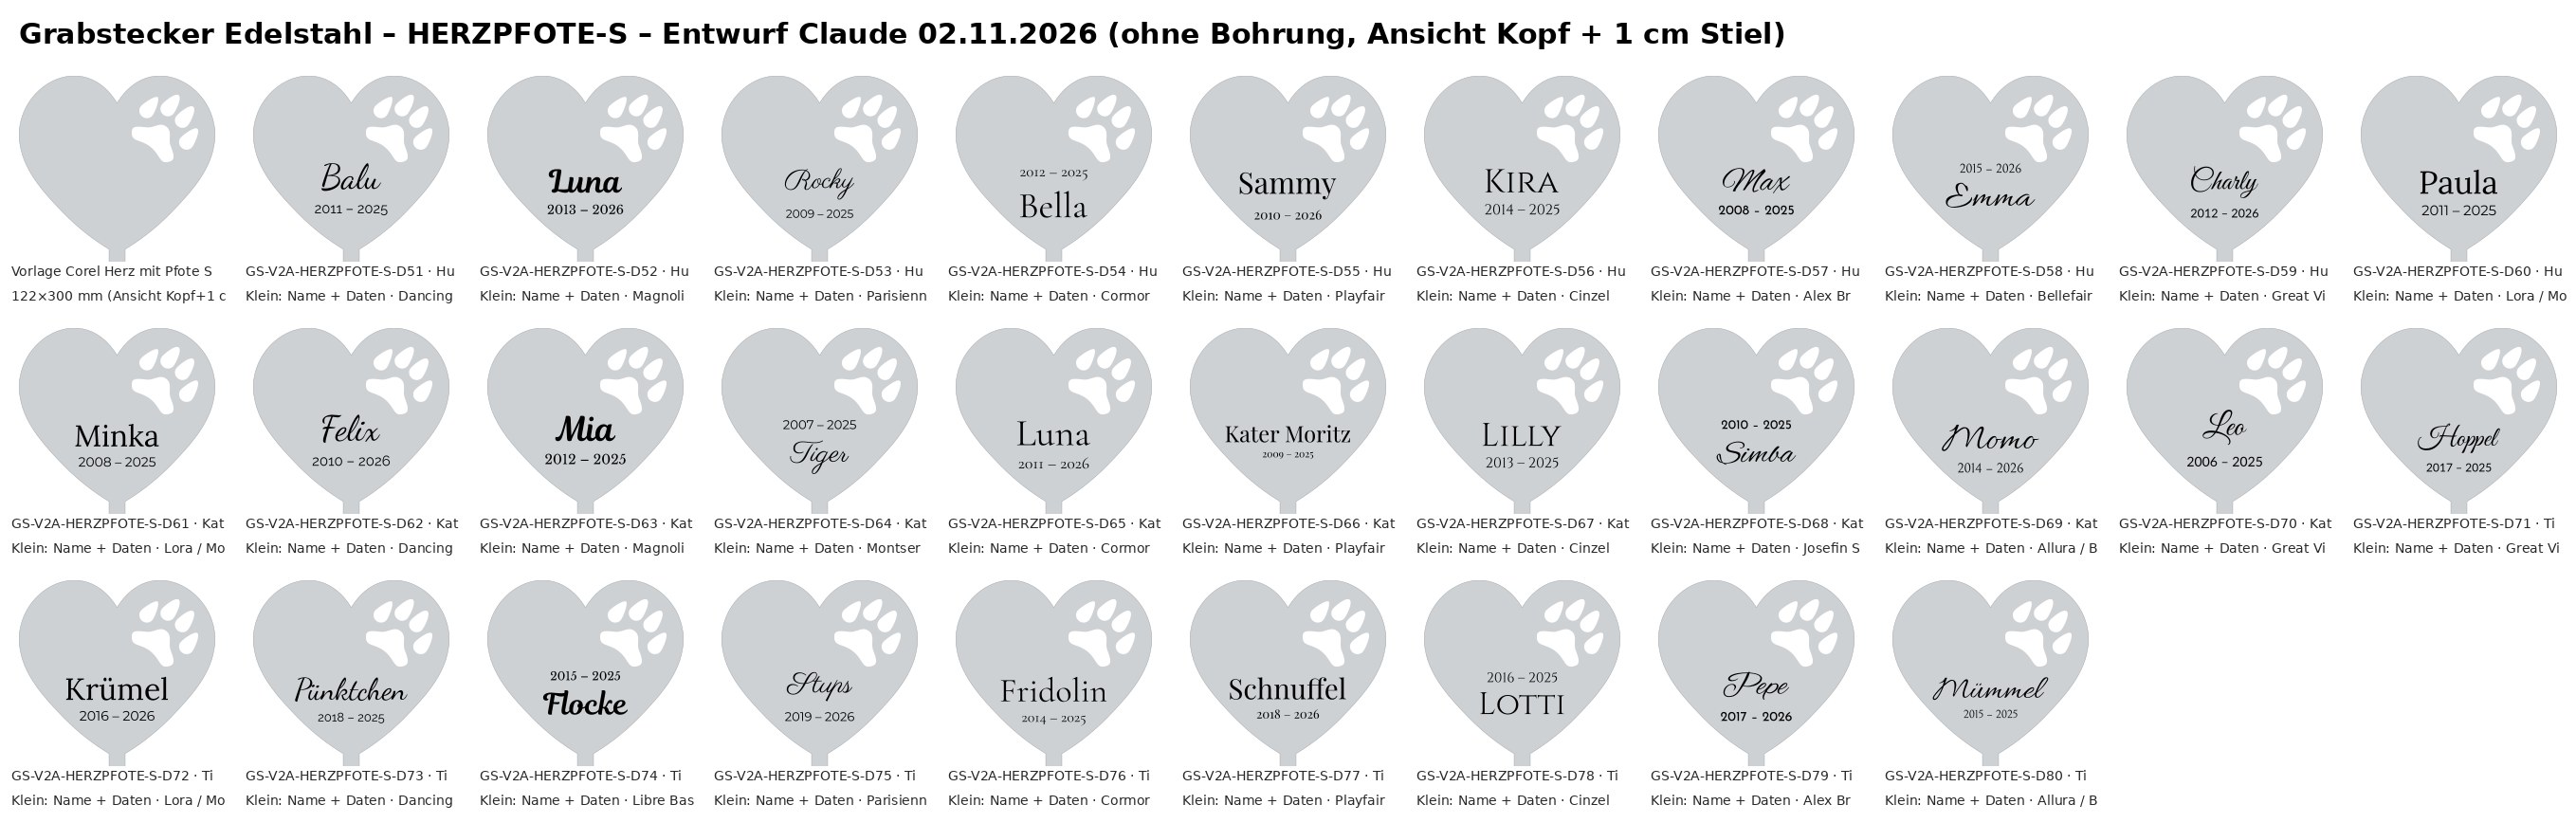 Grabstecker Edelstahl – HERZPFOTE-S – Entwurf Claude 02.11.2026 (ohne Bohrung, Ansicht Kopf + 1 cm Stiel)
Vorlage Corel Herz mit Pfote S
122×300 mm (Ansicht Kopf+1 c
Balu
2011 – 2025
GS-V2A-HERZPFOTE-S-D51 · Hu
Klein: Name + Daten · Dancing
Luna
2013 – 2026
GS-V2A-HERZPFOTE-S-D52 · Hu
Klein: Name + Daten · Magnoli
Rocky
2009 – 2025
GS-V2A-HERZPFOTE-S-D53 · Hu
Klein: Name + Daten · Parisienn
2012 – 2025
Bella
GS-V2A-HERZPFOTE-S-D54 · Hu
Klein: Name + Daten · Cormor
Sammy
2010 – 2026
GS-V2A-HERZPFOTE-S-D55 · Hu
Klein: Name + Daten · Playfair
KIRA
2014 – 2025
GS-V2A-HERZPFOTE-S-D56 · Hu
Klein: Name + Daten · Cinzel
Max
2008 – 2025
GS-V2A-HERZPFOTE-S-D57 · Hu
Klein: Name + Daten · Alex Br
2015 – 2026
Emma
GS-V2A-HERZPFOTE-S-D58 · Hu
Klein: Name + Daten · Bellefair
Charly
2012 – 2026
GS-V2A-HERZPFOTE-S-D59 · Hu
Klein: Name + Daten · Great Vi
Paula
2011 – 2025
GS-V2A-HERZPFOTE-S-D60 · Hu
Klein: Name + Daten · Lora / Mo
Minka
2008 – 2025
GS-V2A-HERZPFOTE-S-D61 · Kat
Klein: Name + Daten · Lora / Mo
Felix
2010 – 2026
GS-V2A-HERZPFOTE-S-D62 · Kat
Klein: Name + Daten · Dancing
Mia
2012 – 2025
GS-V2A-HERZPFOTE-S-D63 · Kat
Klein: Name + Daten · Magnoli
2007 – 2025
Tiger
GS-V2A-HERZPFOTE-S-D64 · Kat
Klein: Name + Daten · Montser
Luna
2011 – 2026
GS-V2A-HERZPFOTE-S-D65 · Kat
Klein: Name + Daten · Cormor
Kater Moritz
2009 – 2025
GS-V2A-HERZPFOTE-S-D66 · Kat
Klein: Name + Daten · Playfair
LILLY
2013 – 2025
GS-V2A-HERZPFOTE-S-D67 · Kat
Klein: Name + Daten · Cinzel
2010 – 2025
Simba
GS-V2A-HERZPFOTE-S-D68 · Kat
Klein: Name + Daten · Josefin S
Momo
2014 – 2026
GS-V2A-HERZPFOTE-S-D69 · Kat
Klein: Name + Daten · Allura / B
Leo
2006 – 2025
GS-V2A-HERZPFOTE-S-D70 · Kat
Klein: Name + Daten · Great Vi
Hoppel
2017 – 2025
GS-V2A-HERZPFOTE-S-D71 · Ti
Klein: Name + Daten · Great Vi
Krümel
2016 – 2026
GS-V2A-HERZPFOTE-S-D72 · Ti
Klein: Name + Daten · Lora / Mo
Pünktchen
2018 – 2025
GS-V2A-HERZPFOTE-S-D73 · Ti
Klein: Name + Daten · Dancing
2015 – 2025
Flocke
GS-V2A-HERZPFOTE-S-D74 · Ti
Klein: Name + Daten · Libre Bas
Stups
2019 – 2026
GS-V2A-HERZPFOTE-S-D75 · Ti
Klein: Name + Daten · Parisienn
Fridolin
2014 – 2025
GS-V2A-HERZPFOTE-S-D76 · Ti
Klein: Name + Daten · Cormor
Schnuffel
2018 – 2026
GS-V2A-HERZPFOTE-S-D77 · Ti
Klein: Name + Daten · Playfair
2016 – 2025
LOTTI
GS-V2A-HERZPFOTE-S-D78 · Ti
Klein: Name + Daten · Cinzel
Pepe
2017 – 2026
GS-V2A-HERZPFOTE-S-D79 · Ti
Klein: Name + Daten · Alex Br
Mümmel
2015 – 2025
GS-V2A-HERZPFOTE-S-D80 · Ti
Klein: Name + Daten · Allura / B